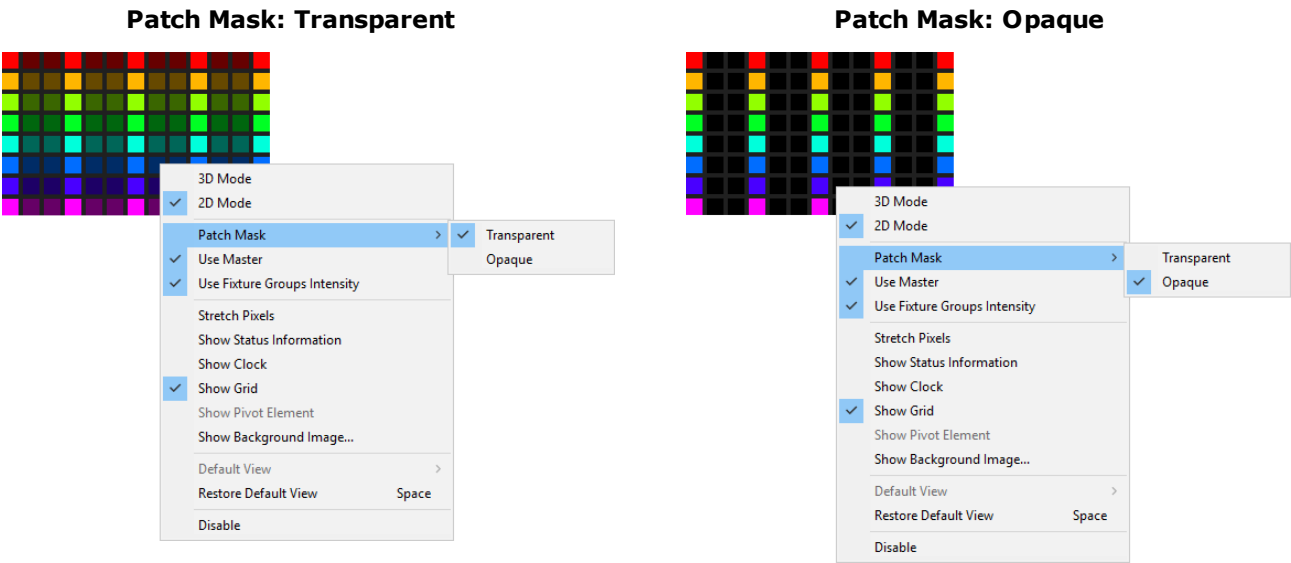 Patch Mask: Transparent
3D Mode
2D Mode
Patch Mask
Transparent
Use Master
Opaque
Use Fixture Groups Intensity
Stretch Pixels
Show Status Information
Show Clock
Show Grid
Show Pivot Element
Show Background Image...
Default View
Restore Default View Space
Disable
Patch Mask: Opaque
3D Mode
2D Mode
Patch Mask
Transparent
Use Master
Opaque
Use Fixture Groups Intensity
Stretch Pixels
Show Status Information
Show Clock
Show Grid
Show Pivot Element
Show Background Image...
Default View
Restore Default View Space
Disable